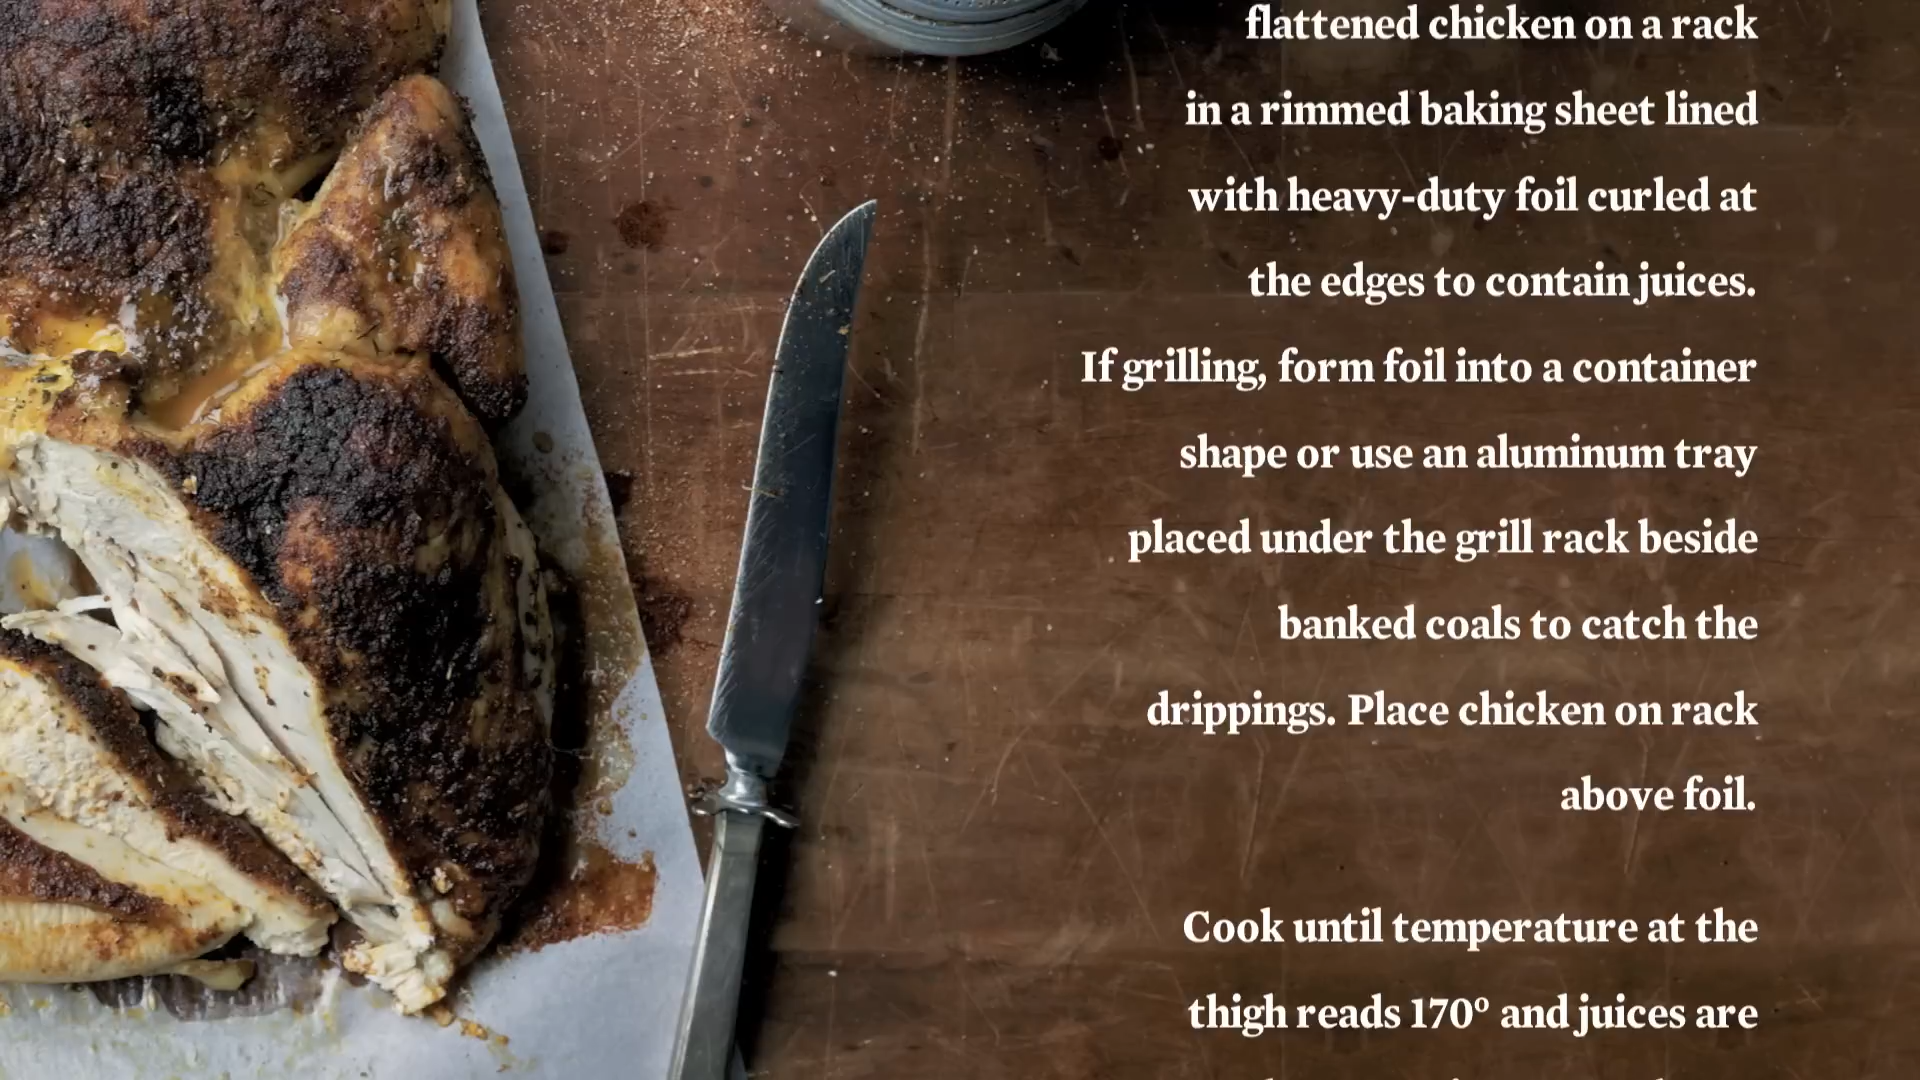 flattened chicken on a rack
in a rimmed baking sheet lined
with heavy-duty foil curled at
the edges to contain juices.
If grilling, form foil into a container
shape or use an aluminum tray
placed under the grill rack beside
banked coals to catch the
drippings. Place chicken on rack
above foil.
Cook until temperature at the
thigh reads 170º and juices are